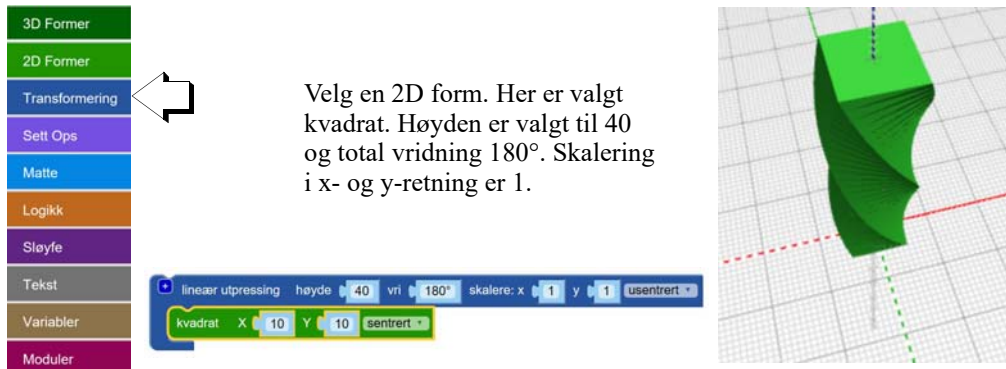 3D Former
2D Former
Transformering
Sett Ops
Matte
Logikk
Sløyfe
Tekst
Variabler
Moduler
Velg en 2D form. Her er valgt
kvadrat. Høyden er valgt til 40
og total vridning 180°. Skalering
i x- og y-retning er 1.
lineær utpressing høyde 40 vri 180° skalere: x 1 y 1 usentrert
kvadrat X 10 Y 10 sentrert